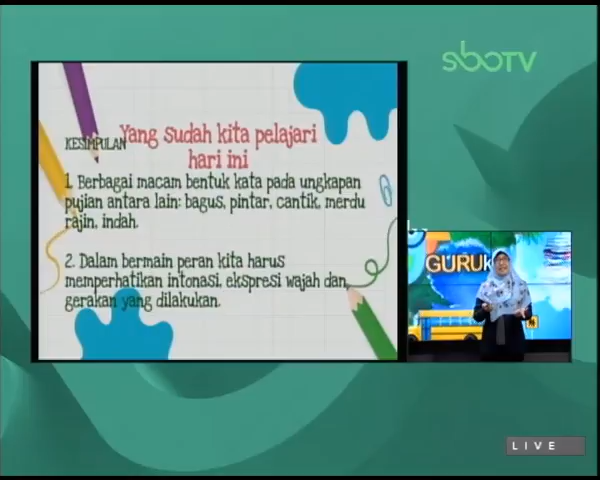 sboTV
Yang sudah kita pelajari
KESIMPULAN
hari ini
1. Berbagai macam bentuk kata pada ungkapan
pujian antara lain: bagus, pintar, cantik, merdu
rajin, indah.
2. Dalam bermain peran kita harus
memperhatikan intonasi, ekspresi wajah dan
gerakan yang dilakukan.
GURUK
LIVE